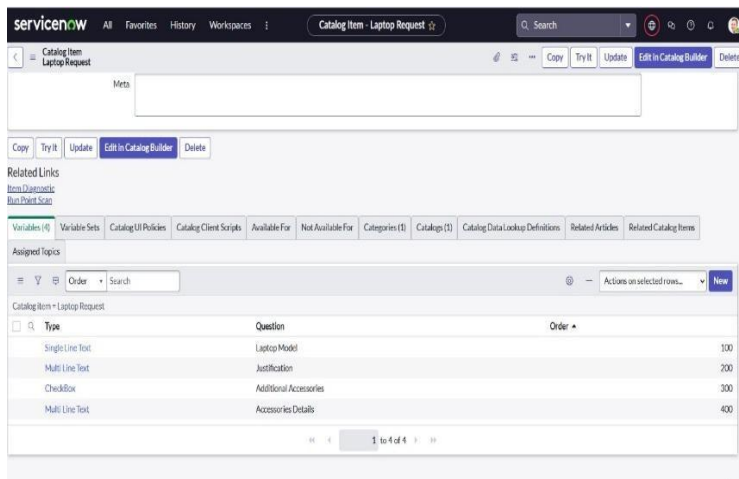 servicenow All Favorites History Workspaces Catalog Item - Laptop Request Search
Catalog Item
Laptop Request
Copy Try It Update Edit in Catalog Builder Delete
Meta
Copy Try It Update Edit in Catalog Builder Delete
Related Links
Item Diagnostic
Run Point Scan
Variables (4) Variable Sets Catalog UI Policies Catalog Client Scripts Available For Not Available For Categories (1) Catalogs (1) Catalog Data Lookup Definitions Related Articles Related Catalog Items
Assigned Topics
Order Search Actions on selected rows... New
Catalog item = Laptop Request
Type Question Order
Single Line Text Laptop Model 100
Multi Line Text Justification 200
CheckBox Additional Accessories 300
Multi Line Text Accessories Details 400
1 to 4 of 4